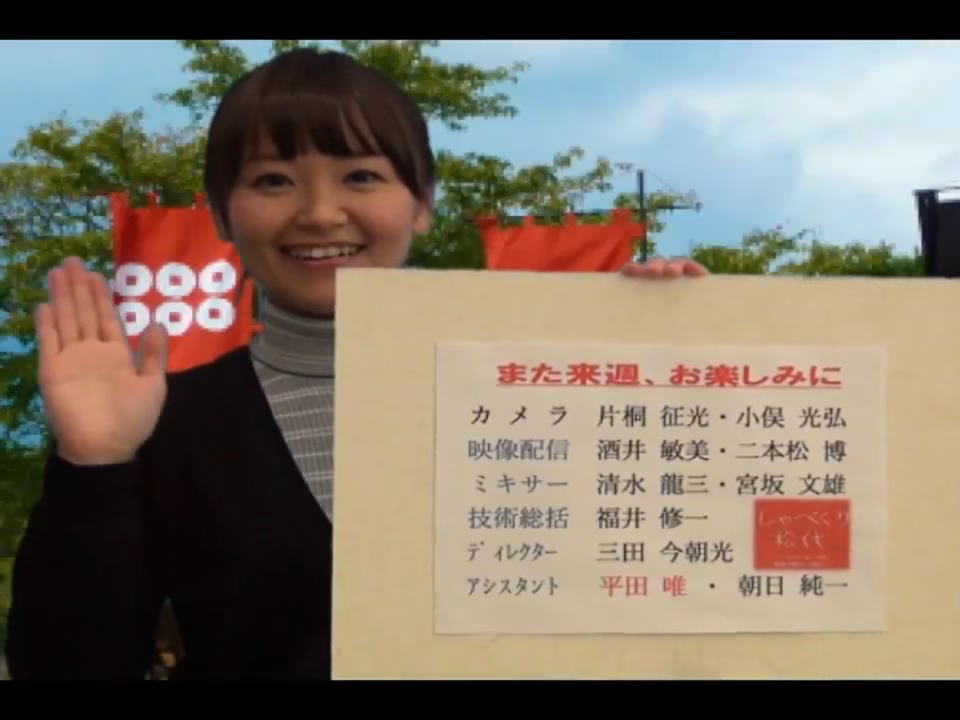 また来週、お楽しみに
カメラ 片桐 征光・小俣 光弘
映像配信 酒井 敏美・二本松 博
ミキサー 清水 龍三・宮坂 文雄
技術総括 福井 修一
ディレクター 三田 今朝光
アシスタント 平田 唯 ・ 朝日 純一
しゃべくり
松代